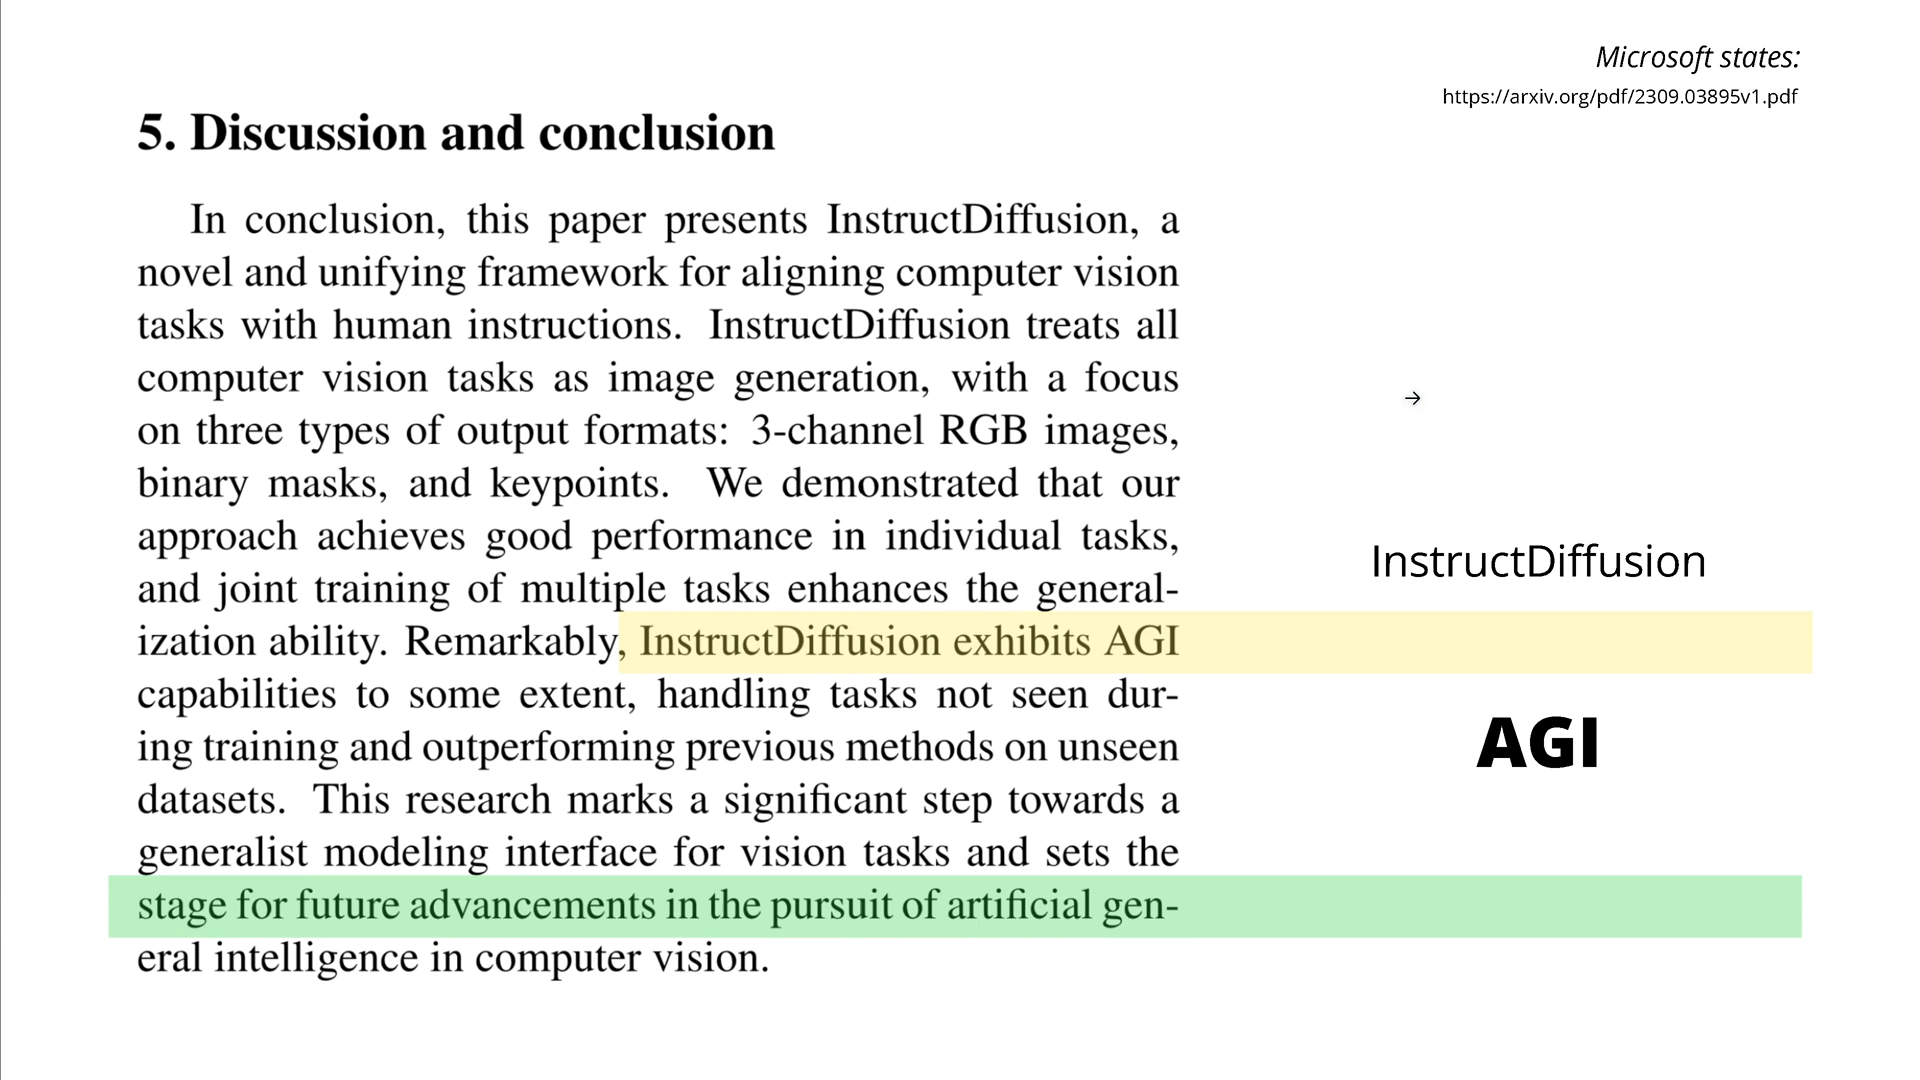 Microsoft states:
https://arxiv.org/pdf/2309.03895v1.pdf
5. Discussion and conclusion
In conclusion, this paper presents InstructDiffusion, a
novel and unifying framework for aligning computer vision
tasks with human instructions. InstructDiffusion treats all
computer vision tasks as image generation, with a focus
on three types of output formats: 3-channel RGB images,
binary masks, and keypoints. We demonstrated that our
approach achieves good performance in individual tasks,
and joint training of multiple tasks enhances the general-
ization ability. Remarkably, InstructDiffusion exhibits AGI
capabilities to some extent, handling tasks not seen dur-
ing training and outperforming previous methods on unseen
datasets. This research marks a significant step towards a
generalist modeling interface for vision tasks and sets the
stage for future advancements in the pursuit of artificial gen-
eral intelligence in computer vision.
→
InstructDiffusion
AGI